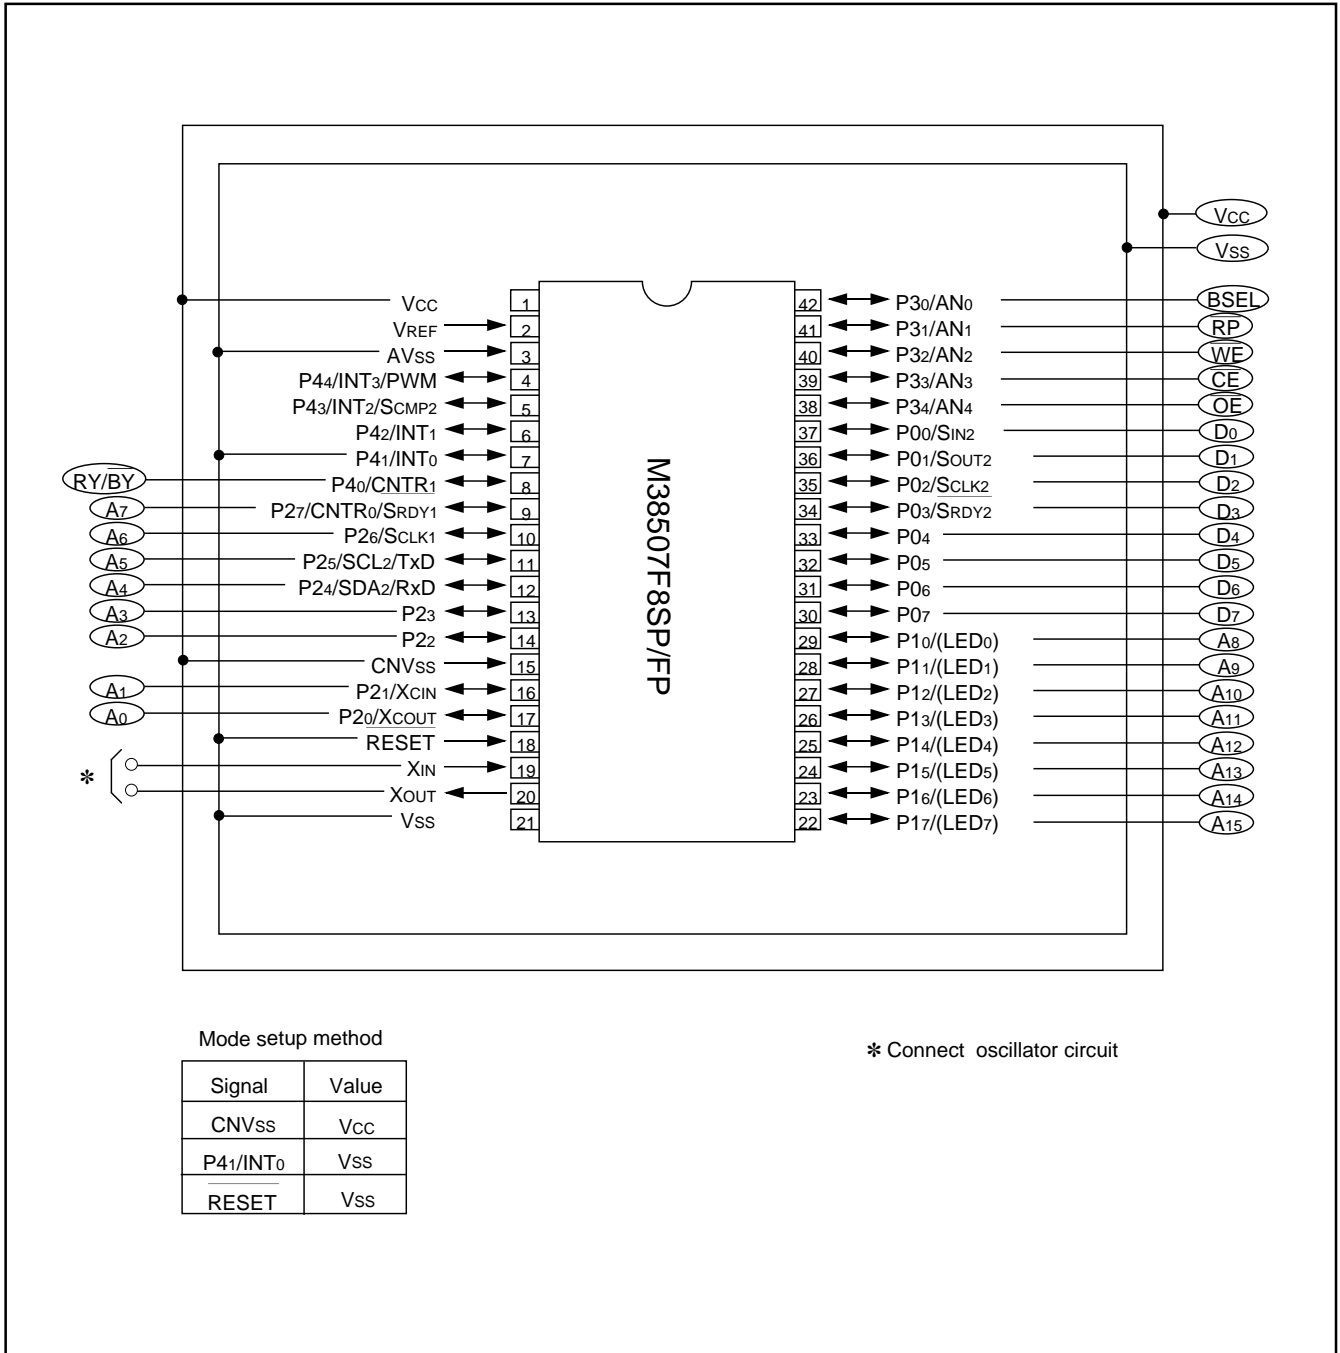 Vcc
Vss
Vcc 1 42 P30/AN0 BSEL
VREF 2 41 P31/AN1 RP
AVss 3 40 P32/AN2 WE
P44/INT3/PWM 4 39 P33/AN3 CE
P43/INT2/SCMP2 5 38 P34/AN4 OE
P42/INT1 6 37 P00/SIN2 D0
P41/INT0 7 36 P01/SOUT2 D1
RY/BY P40/CNTR1 8 35 P02/SCLK2 D2
A7 P27/CNTR0/SRDY1 9 34 P03/SRDY2 D3
A6 P26/SCLK1 10 33 P04 D4
A5 P25/SCL2/TxD 11 32 P05 D5
A4 P24/SDA2/RxD 12 31 P06 D6
A3 P23 13 30 P07 D7
A2 P22 14 29 P10/(LED0) A8
CNVss 15 28 P11/(LED1) A9
A1 P21/XCIN 16 27 P12/(LED2) A10
A0 P20/XCOUT 17 26 P13/(LED3) A11
RESET 18 25 P14/(LED4) A12
XIN 19 24 P15/(LED5) A13
✻ XOUT 20 23 P16/(LED6) A14
Vss 21 22 P17/(LED7) A15
M38507F8SP/FP
Mode setup method
✻ Connect oscillator circuit
Signal Value
CNVss Vcc
P41/INT0 Vss
RESET Vss